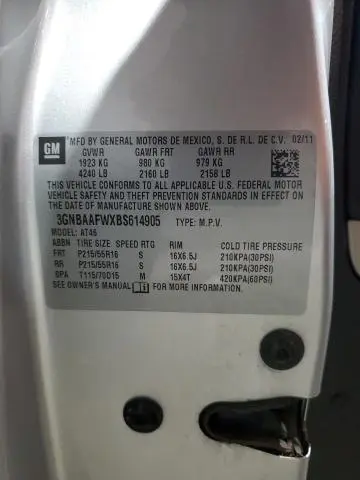 GM
MFD BY GENERAL MOTORS DE MEXICO, S. DE R.L. DE C.V. 02/11
GVWR GAWR FRT GAWR RR
1923 KG 980 KG 979 KG
4240 LB 2160 LB 2158 LB
THIS VEHICLE CONFORMS TO ALL APPLICABLE U.S. FEDERAL MOTOR
VEHICLE SAFETY AND THEFT PREVENTION STANDARDS IN EFFECT ON
THE DATE OF MANUFACTURE SHOWN ABOVE.
3GNBAAFWXBS614905 TYPE: M.P.V.
MODEL: AT46
ABBN TIRE SIZE SPEED RTG RIM COLD TIRE PRESSURE
FRT P215/55R16 S 16X6.5J 210KPA(30PSI)
RR P215/55R16 S 16X6.5J 210KPA(30PSI)
SPA T115/70D15 M 15X4T 420KPA(60PSI)
SEE OWNER'S MANUAL FOR MORE INFORMATION